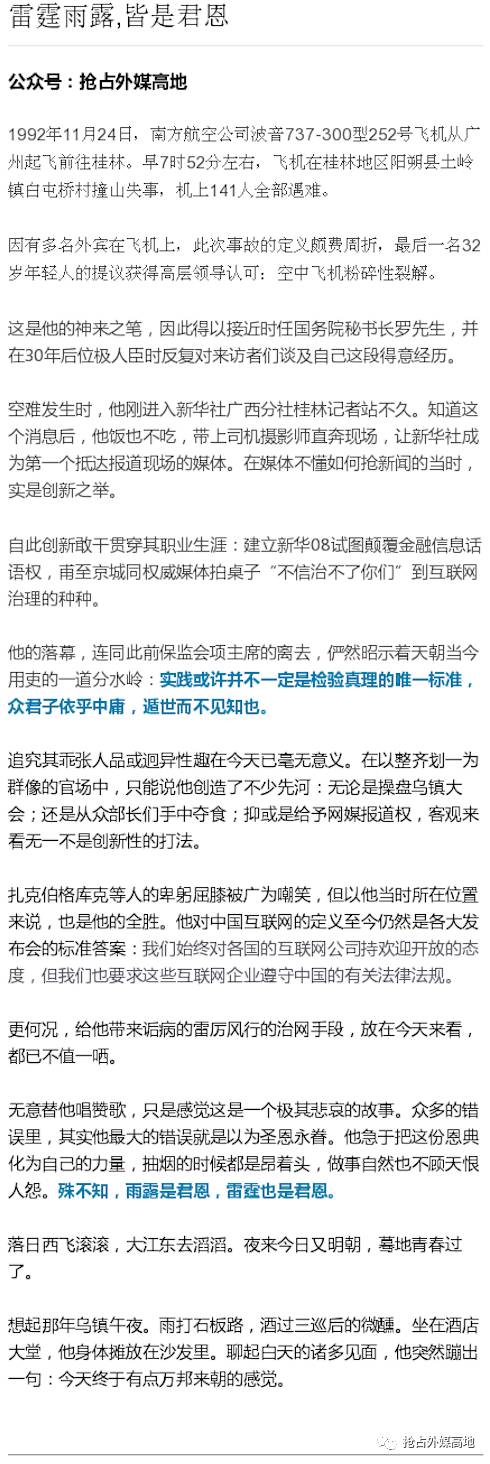 雷霆雨露,皆是君恩
公众号：抢占外媒高地
1992年11月24日，南方航空公司波音737-300型252号飞机从广
州起飞前往桂林。早7时52分左右，飞机在桂林地区阳朔县土岭
镇白屯桥村撞山失事，机上141人全部遇难。
因有多名外宾在飞机上，此次事故的定义颇费周折，最后一名32
岁年轻人的提议获得高层领导认可：空中飞机粉碎性裂解。
这是他的神来之笔，因此得以接近时任国务院秘书长罗先生，并
在30年后位极人臣时反复对来访者们谈及自己这段得意经历。
空难发生时，他刚进入新华社广西分社桂林记者站不久。知道这
个消息后，他饭也不吃，带上司机摄影师直奔现场，让新华社成
为第一个抵达报道现场的媒体。在媒体不懂如何抢新闻的当时，
实是创新之举。
自此创新敢干贯穿其职业生涯：建立新华08试图颠覆金融信息话
语权，甫至京城同权威媒体拍桌子“不信治不了你们”到互联网
治理的种种。
他的落幕，连同此前保监会项主席的离去，俨然昭示着天朝当今
用吏的一道分水岭：实践或许并不一定是检验真理的唯一标准，
众君子依乎中庸，遁世而不见知也。
追究其乖张人品或迥异性趣在今天已毫无意义。在以整齐划一为
群像的官场中，只能说他创造了不少先河：无论是操盘乌镇大
会；还是从众部长们手中夺食；抑或是给予网媒报道权，客观来
看无一不是创新性的打法。
扎克伯格库克等人的卑躬屈膝被广为嘲笑，但以他当时所在位置
来说，也是他的全胜。他对中国互联网的定义至今仍然是各大发
布会的标准答案：我们始终对各国的互联网公司持欢迎开放的态
度，但我们也要求这些互联网企业遵守中国的有关法律法规。
更何况，给他带来诟病的雷厉风行的治网手段，放在今天来看，
都已不值一哂。
无意替他唱赞歌，只是感觉这是一个极其悲哀的故事。众多的错
误里，其实他最大的错误就是以为圣恩永眷。他急于把这份恩典
化为自己的力量，抽烟的时候都是昂着头，做事自然也不顾天恨
人怨。殊不知，雨露是君恩，雷霆也是君恩。
落日西飞滚滚，大江东去滔滔。夜来今日又明朝，蓦地青春过
了。
想起那年乌镇午夜。雨打石板路，酒过三巡后的微醺。坐在酒店
大堂，他身体摊放在沙发里。聊起白天的诸多见面，他突然蹦出
一句：今天终于有点万邦来朝的感觉。
抢占外媒高地